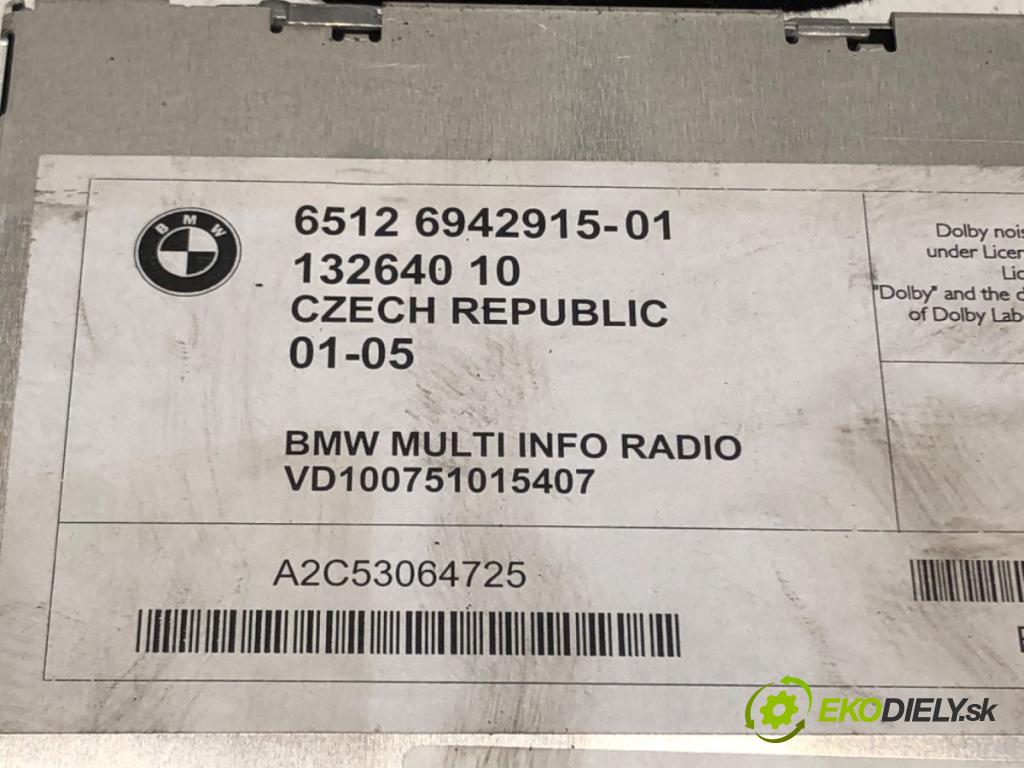 BMW
6512 6942915-01
132640 10
CZECH REPUBLIC
01-05
BMW MULTI INFO RADIO
VD100751015407
Dolby
under
"Dolby" and the
of Dolby
A2C53064725
EKODIELY.sk